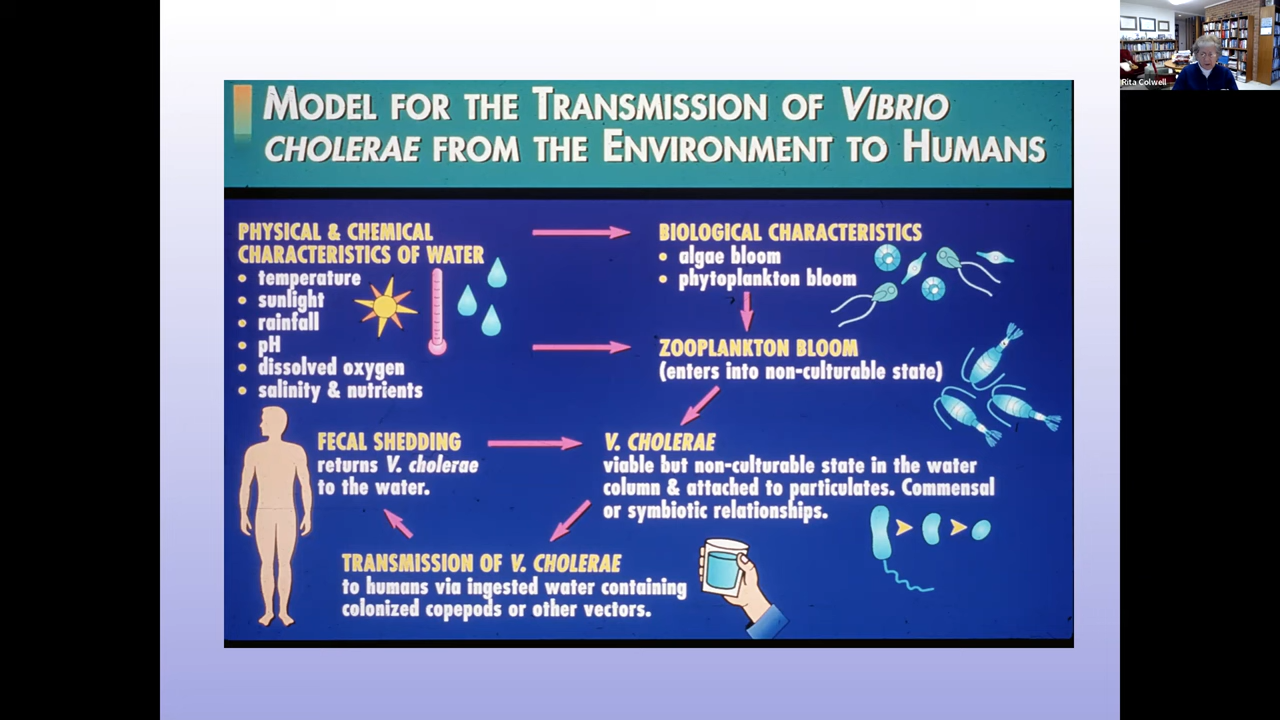 MODEL FOR THE TRANSMISSION OF VIBRIO
CHOLERAE FROM THE ENVIRONMENT TO HUMANS
PHYSICAL & CHEMICAL
CHARACTERISTICS OF WATER
• temperature
• sunlight
• rainfall
• pH
• dissolved oxygen
• salinity & nutrients
BIOLOGICAL CHARACTERISTICS
• algae bloom
• phytoplankton bloom
ZOOPLANKTON BLOOM
(enters into non-culturable state)
FECAL SHEDDING
returns V. cholerae
to the water.
V. CHOLERAE
viable but non-culturable state in the water
column & attached to particulates. Commensal
or symbiotic relationships.
TRANSMISSION OF V. CHOLERAE
to humans via ingested water containing
colonized copepods or other vectors.
Rita Colwell